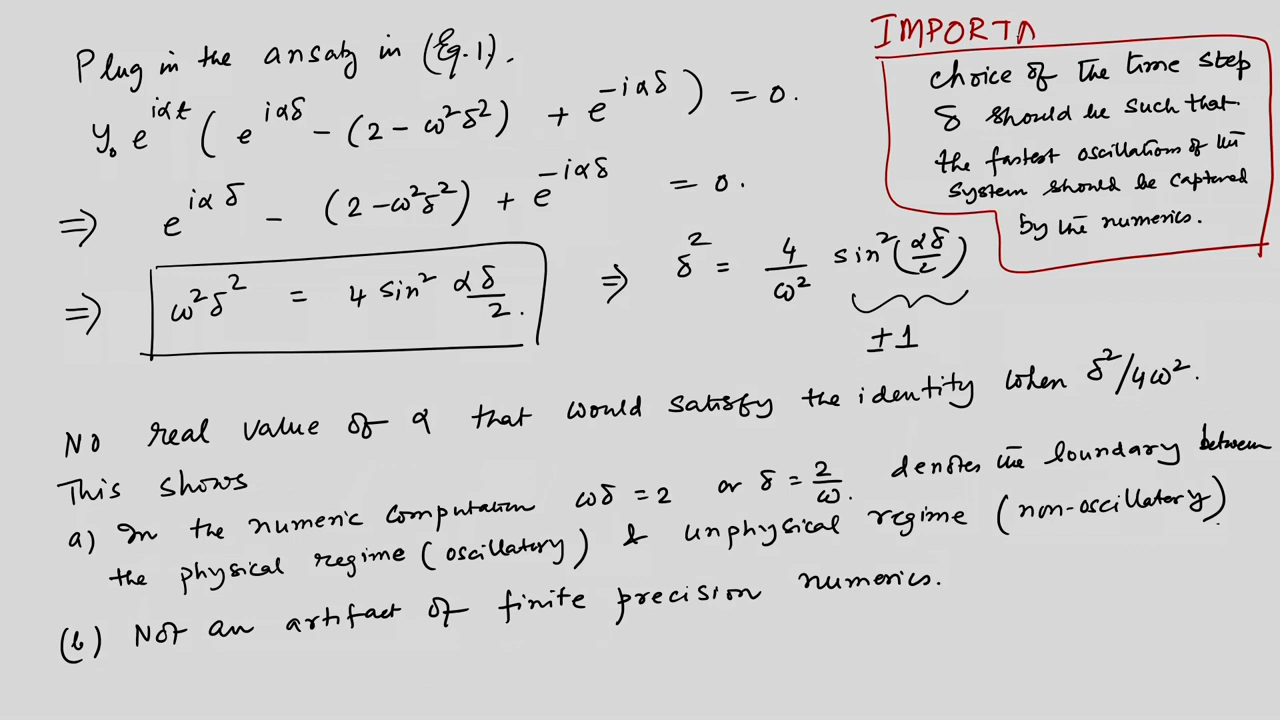 Plug in the ansatz in (Eq.1).
y₀ e^{iαt} ( e^{iαδ} - (2 - ω²δ²) + e^{-iαδ} ) = 0.
⇒ e^{iαδ} - (2-ω²δ²) + e^{-iαδ} = 0.
⇒ ω²δ² = 4 sin² αδ/2. ⇒ δ² = 4/ω² sin² (αδ/2)
±1
No real value of α that would satisfy the identity when δ²/4ω².
This shows
a) In the numeric computation ωδ = 2 or δ = 2/ω. denotes the boundary between
the physical regime (oscillatory) & unphysical regime (non-oscillatory).
(b) Not an artifact of finite precision numerics.
IMPORTA
choice of the time step
δ should be such that
the fastest oscillations of the
system should be captured
by the numerics.